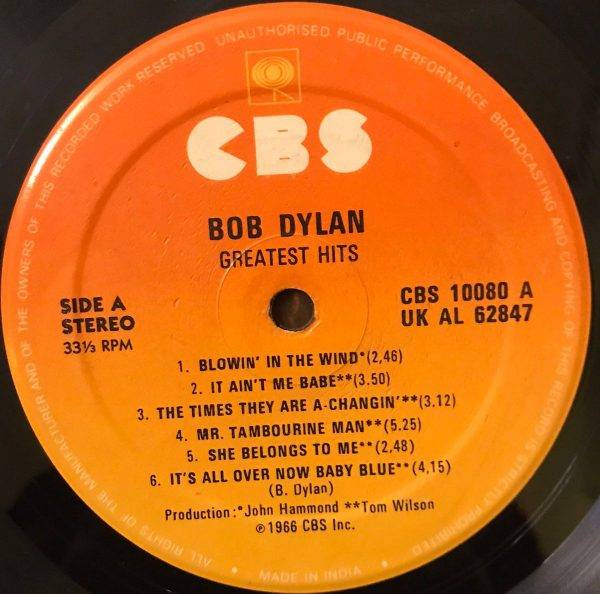 ALL RIGHTS OF THE MANUFACTURER AND OF THE OWNERS OF THIS RECORDED WORK RESERVED UNAUTHORISED PUBLIC PERFORMANCE BROADCASTING AND COPYING OF THIS RECORD IS STRICTLY PROHIBITED
CBS
BOB DYLAN
GREATEST HITS
SIDE A
STEREO
33⅓ RPM
CBS 10080 A
UK AL 62847
1. BLOWIN' IN THE WIND*(2,46)
2. IT AIN'T ME BABE**(3.50)
3. THE TIMES THEY ARE A-CHANGIN'**(3.12)
4. MR. TAMBOURINE MAN**(5.25)
5. SHE BELONGS TO ME**(2,48)
6. IT'S ALL OVER NOW BABY BLUE**(4,15)
(B. Dylan)
Production:*John Hammond **Tom Wilson
℗1966 CBS Inc.
• MADE IN INDIA •